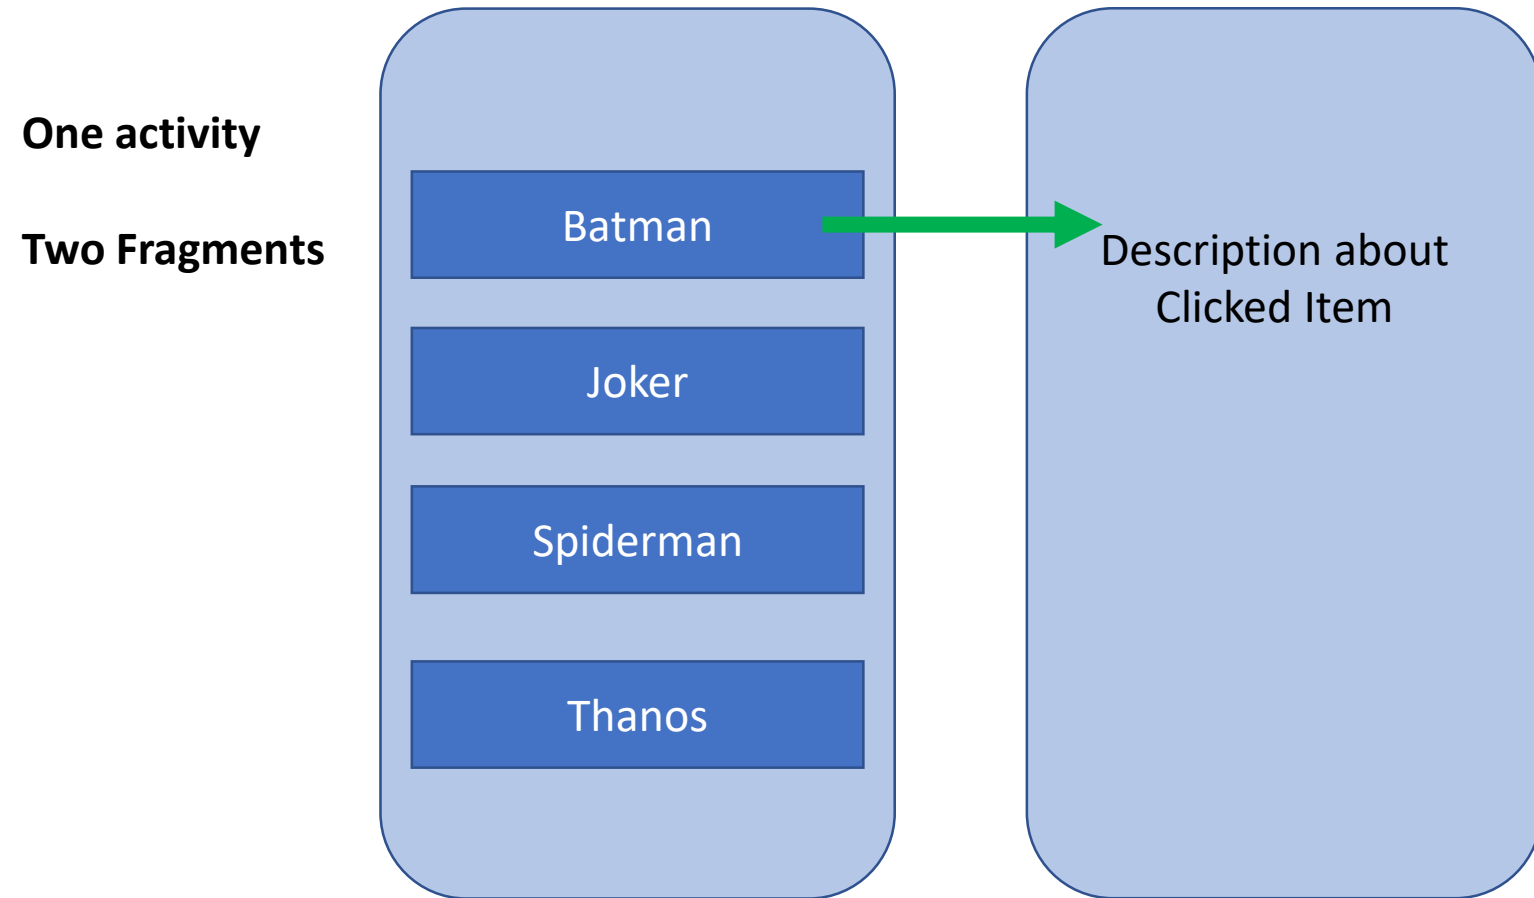 One activity
Two Fragments
Batman
Joker
Spiderman
Thanos
Description about
Clicked Item